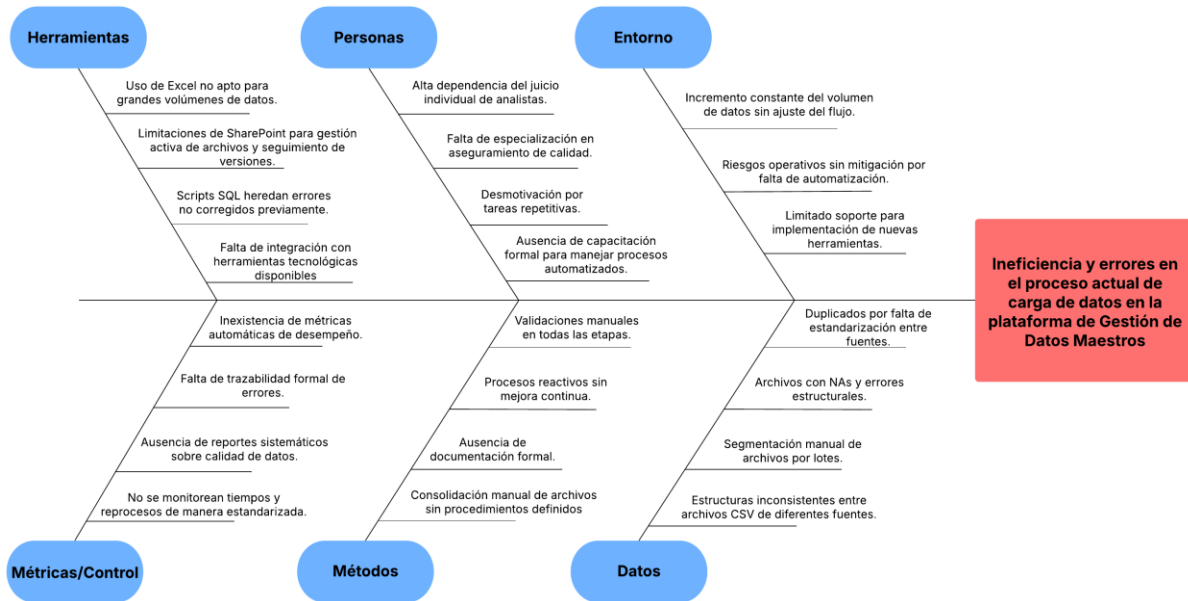 Herramientas
Personas
Entorno
Uso de Excel no apto para
grandes volúmenes de datos.
Limitaciones de SharePoint para gestión
activa de archivos y seguimiento de
versiones.
Scripts SQL heredan errores
no corregidos previamente.
Falta de integración con
herramientas tecnológicas
disponibles
Alta dependencia del juicio
individual de analistas.
Falta de especialización en
aseguramiento de calidad.
Desmotivación por
tareas repetitivas.
Ausencia de capacitación
formal para manejar procesos
automatizados.
Incremento constante del volumen
de datos sin ajuste del flujo.
Riesgos operativos sin mitigación por
falta de automatización.
Limitado soporte para
implementación de nuevas
herramientas.
Ineficiencia y errores en
el proceso actual de
carga de datos en la
plataforma de Gestión de
Datos Maestros
Inexistencia de métricas
automáticas de desempeño.
Falta de trazabilidad formal de
errores.
Ausencia de reportes sistemáticos
sobre calidad de datos.
No se monitorean tiempos y
reprocesos de manera estandarizada.
Validaciones manuales
en todas las etapas.
Procesos reactivos sin
mejora continua.
Ausencia de
documentación formal.
Consolidación manual de archivos
sin procedimientos definidos
Duplicados por falta de
estandarización entre
fuentes.
Archivos con NAs y errores
estructurales.
Segmentación manual de
archivos por lotes.
Estructuras inconsistentes entre
archivos CSV de diferentes fuentes.
Métricas/Control
Métodos
Datos